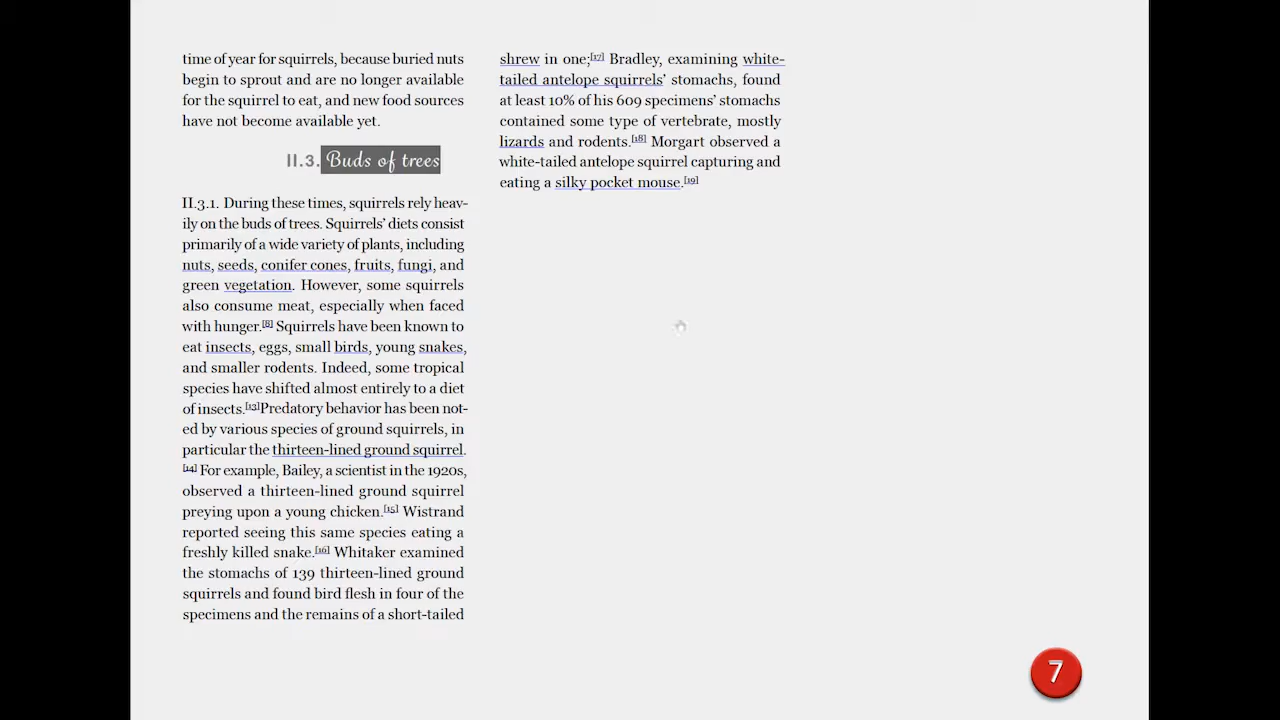 time of year for squirrels, because buried nuts
begin to sprout and are no longer available
for the squirrel to eat, and new food sources
have not become available yet.
II.3. Buds of trees
II.3.1. During these times, squirrels rely heav-
ily on the buds of trees. Squirrels’ diets consist
primarily of a wide variety of plants, including
nuts, seeds, conifer cones, fruits, fungi, and
green vegetation. However, some squirrels
also consume meat, especially when faced
with hunger.[8] Squirrels have been known to
eat insects, eggs, small birds, young snakes,
and smaller rodents. Indeed, some tropical
species have shifted almost entirely to a diet
of insects.[13]Predatory behavior has been not-
ed by various species of ground squirrels, in
particular the thirteen-lined ground squirrel.
[14] For example, Bailey, a scientist in the 1920s,
observed a thirteen-lined ground squirrel
preying upon a young chicken.[15] Wistrand
reported seeing this same species eating a
freshly killed snake.[16] Whitaker examined
the stomachs of 139 thirteen-lined ground
squirrels and found bird flesh in four of the
specimens and the remains of a short-tailed
shrew in one;[17] Bradley, examining white-
tailed antelope squirrels’ stomachs, found
at least 10% of his 609 specimens’ stomachs
contained some type of vertebrate, mostly
lizards and rodents.[18] Morgart observed a
white-tailed antelope squirrel capturing and
eating a silky pocket mouse.[19]
7